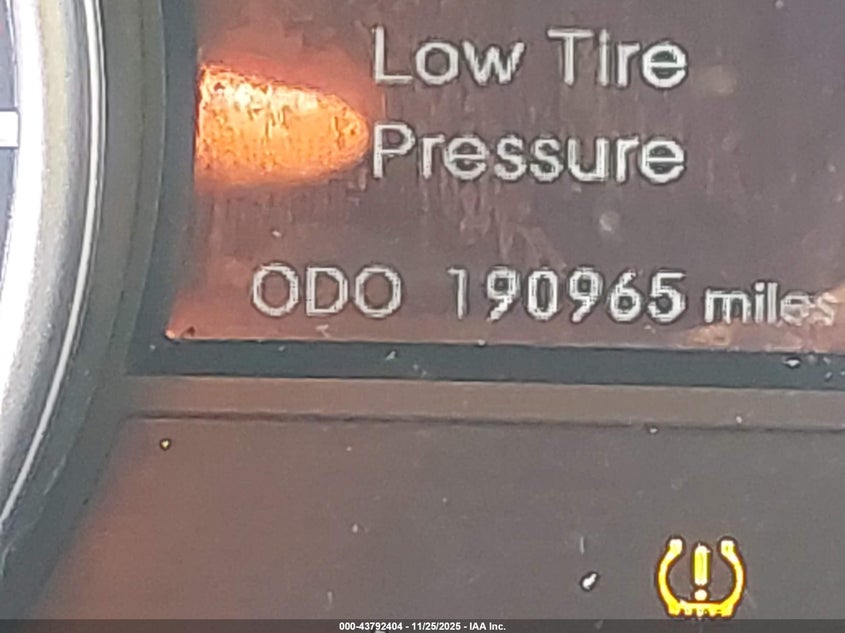 Low Tire
Pressure
ODO 190965 miles
000-43792404 - 11/25/2025 - IAA Inc.